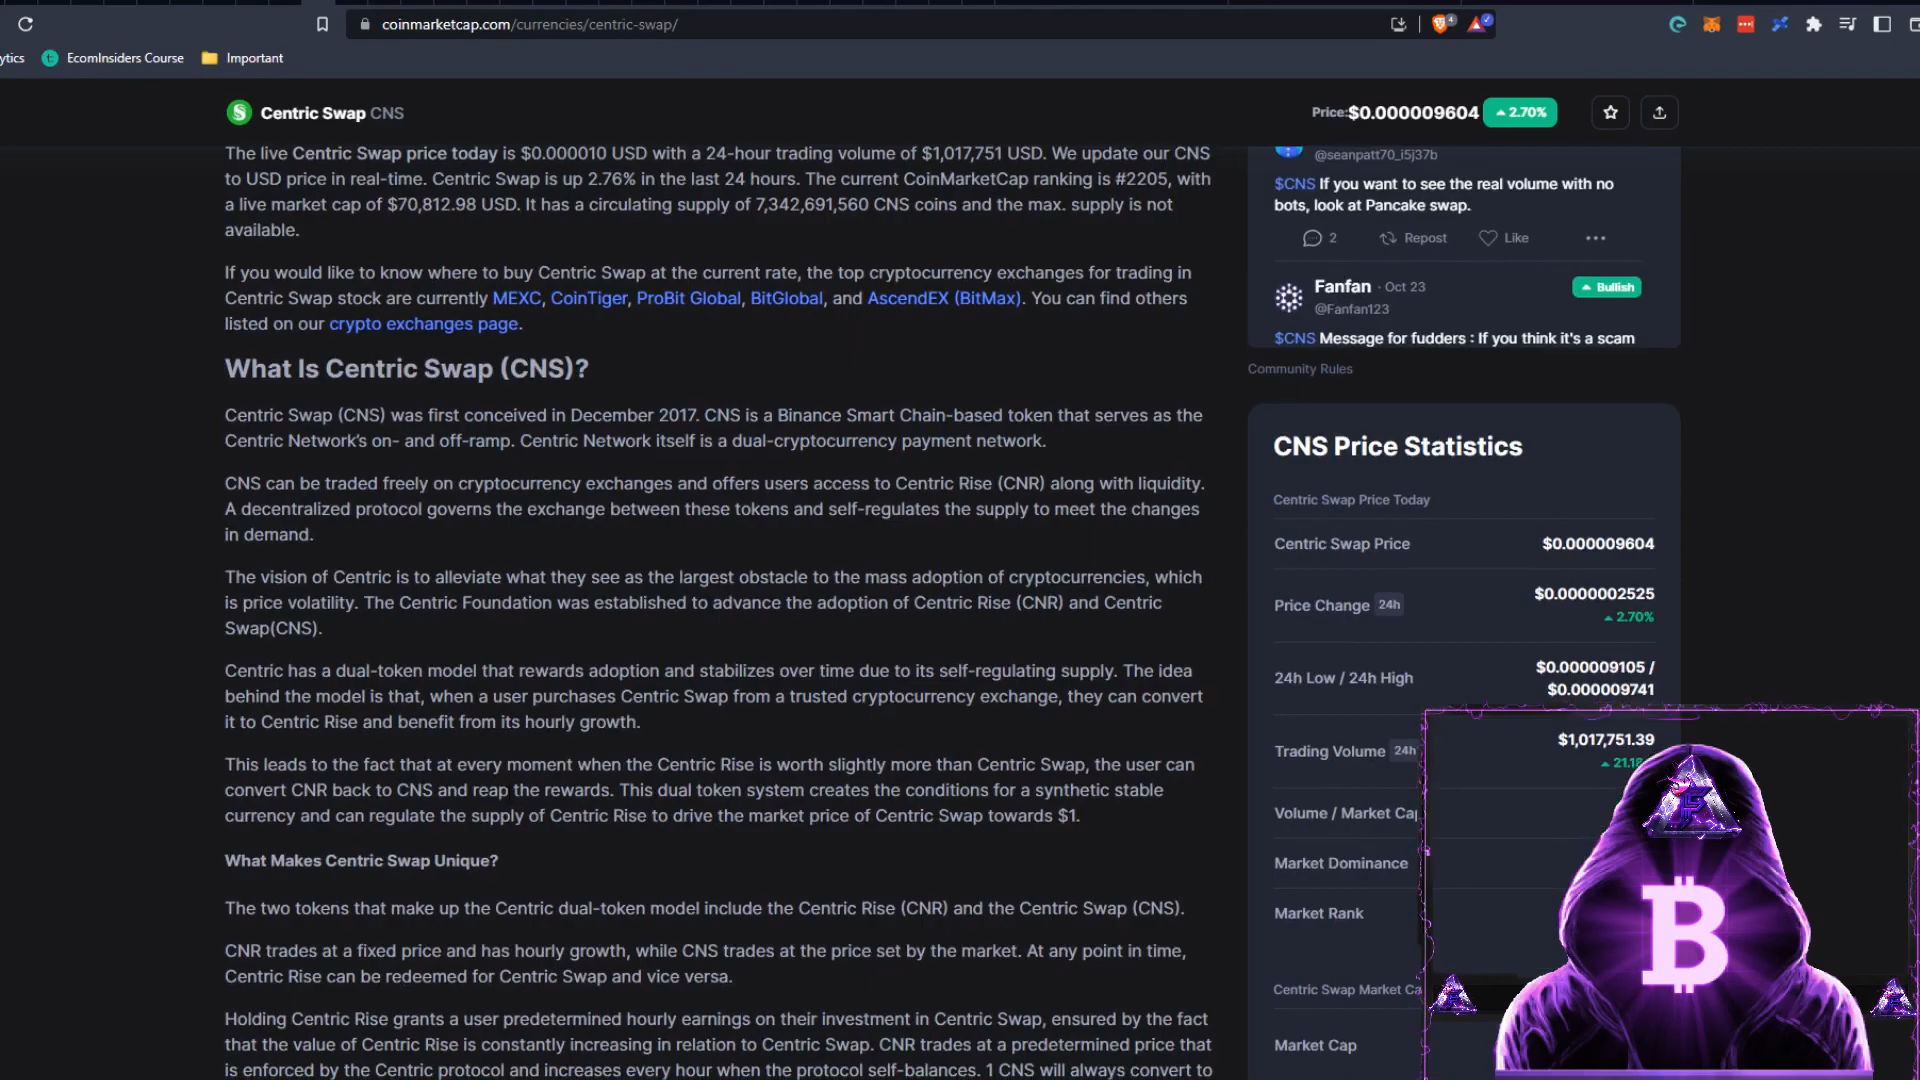 coinmarketcap.com/currencies/centric-swap/
4
ytics
EcomInsiders Course
Important
Centric Swap CNS
Price:$0.000009604
2.70%
The live Centric Swap price today is $0.000010 USD with a 24-hour trading volume of $1,017,751 USD. We update our CNS
to USD price in real-time. Centric Swap is up 2.76% in the last 24 hours. The current CoinMarketCap ranking is #2205, with
a live market cap of $70,812.98 USD. It has a circulating supply of 7,342,691,560 CNS coins and the max. supply is not
available.
If you would like to know where to buy Centric Swap at the current rate, the top cryptocurrency exchanges for trading in
Centric Swap stock are currently MEXC, CoinTiger, ProBit Global, BitGlobal, and AscendEX (BitMax). You can find others
listed on our crypto exchanges page.
What Is Centric Swap (CNS)?
Centric Swap (CNS) was first conceived in December 2017. CNS is a Binance Smart Chain-based token that serves as the
Centric Network's on- and off-ramp. Centric Network itself is a dual-cryptocurrency payment network.
CNS can be traded freely on cryptocurrency exchanges and offers users access to Centric Rise (CNR) along with liquidity.
A decentralized protocol governs the exchange between these tokens and self-regulates the supply to meet the changes
in demand.
The vision of Centric is to alleviate what they see as the largest obstacle to the mass adoption of cryptocurrencies, which
is price volatility. The Centric Foundation was established to advance the adoption of Centric Rise (CNR) and Centric
Swap(CNS).
Centric has a dual-token model that rewards adoption and stabilizes over time due to its self-regulating supply. The idea
behind the model is that, when a user purchases Centric Swap from a trusted cryptocurrency exchange, they can convert
it to Centric Rise and benefit from its hourly growth.
This leads to the fact that at every moment when the Centric Rise is worth slightly more than Centric Swap, the user can
convert CNR back to CNS and reap the rewards. This dual token system creates the conditions for a synthetic stable
currency and can regulate the supply of Centric Rise to drive the market price of Centric Swap towards $1.
What Makes Centric Swap Unique?
The two tokens that make up the Centric dual-token model include the Centric Rise (CNR) and the Centric Swap (CNS).
CNR trades at a fixed price and has hourly growth, while CNS trades at the price set by the market. At any point in time,
Centric Rise can be redeemed for Centric Swap and vice versa.
Holding Centric Rise grants a user predetermined hourly earnings on their investment in Centric Swap, ensured by the fact
that the value of Centric Rise is constantly increasing in relation to Centric Swap. CNR trades at a predetermined price that
is enforced by the Centric protocol and increases every hour when the protocol self-balances. 1 CNS will always convert to
@seanpatt70_i5j37b
$CNS If you want to see the real volume with no
bots, look at Pancake swap.
2 Repost Like
Fanfan · Oct 23
Bullish
@Fanfan123
$CNS Message for fudders : If you think it's a scam
Community Rules
CNS Price Statistics
Centric Swap Price Today
Centric Swap Price $0.000009604
Price Change 24h $0.0000002525
2.70%
24h Low / 24h High $0.000009105 /
$0.000009741
Trading Volume 24h $1,017,751.39
21.18
Volume / Market Cap
Market Dominance
Market Rank
Centric Swap Market Ca
Market Cap